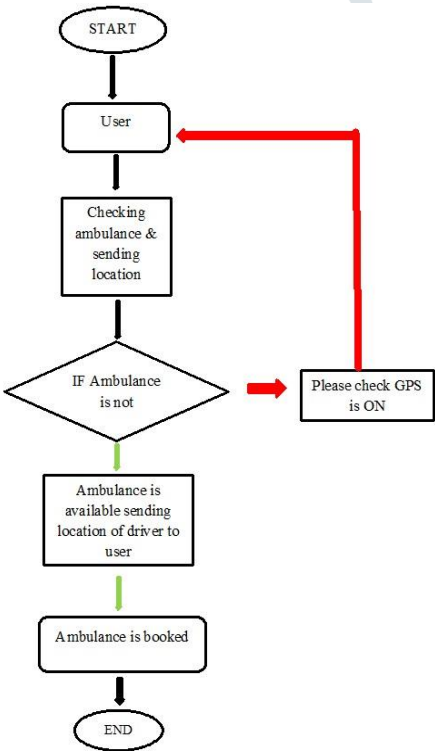 START
User
Checking
ambulance &
sending
location
IF Ambulance
is not
Please check GPS
is ON
Ambulance is
available sending
location of driver to
user
Ambulance is booked
END